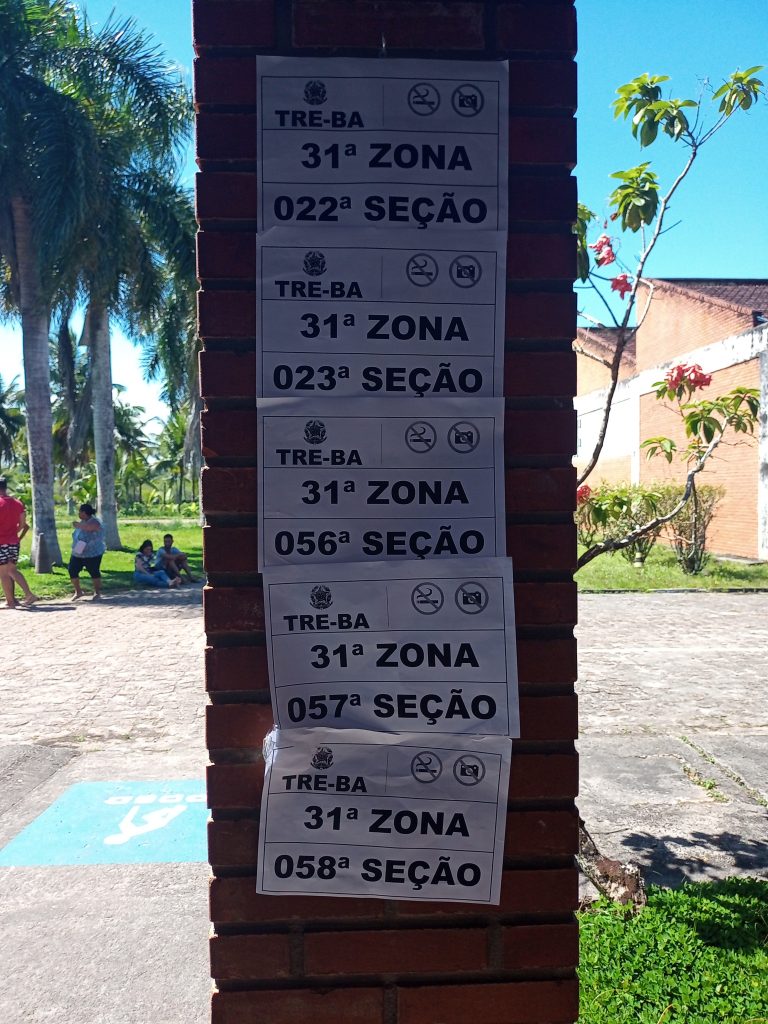 TRE-BA
31ª ZONA
022ª SEÇÃO
TRE-BA
31ª ZONA
023ª SEÇÃO
TRE-BA
31ª ZONA
056ª SEÇÃO
TRE-BA
31ª ZONA
057ª SEÇÃO
TRE-BA
31ª ZONA
058ª SEÇÃO